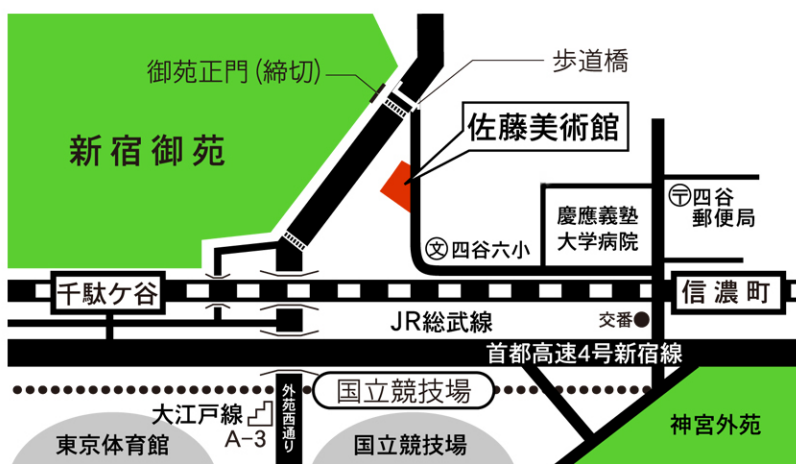 御苑正門(締切)
歩道橋
新宿御苑
佐藤美術館
〒四谷
郵便局
慶應義塾
大学病院
文 四谷六小
千駄ケ谷
信濃町
JR総武線
交番
首都高速4号新宿線
国立競技場
外苑西通り
大江戸線
A-3
東京体育館
国立競技場
神宮外苑